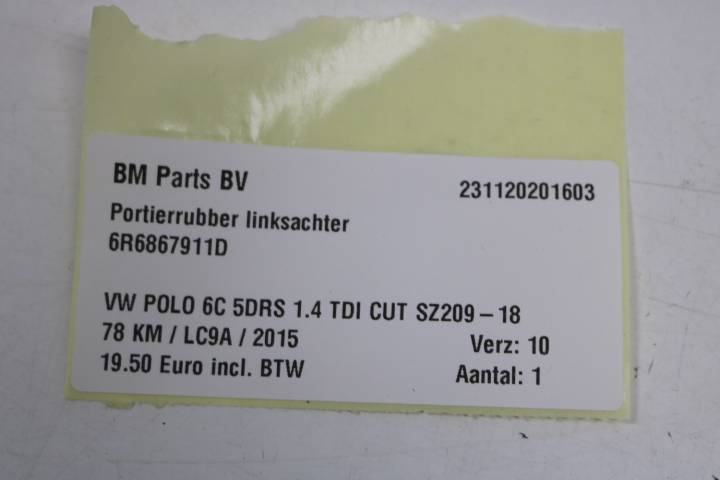 BM Parts BV 231120201603
Portierrubber linksachter
6R6867911D
VW POLO 6C 5DRS 1.4 TDI CUT SZ209-18
78 KM / LC9A / 2015 Verz: 10
19.50 Euro incl. BTW Aantal: 1